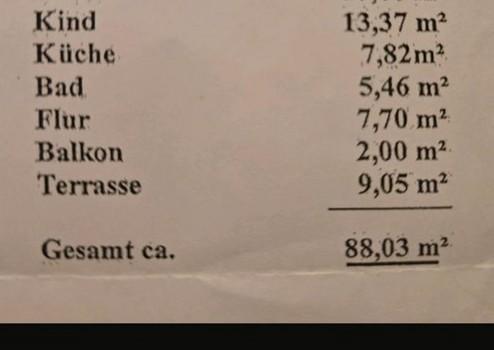 Kind 13,37 m²
Küche 7,82m²
Bad 5,46 m²
Flur 7,70 m²
Balkon 2,00 m²
Terrasse 9,05 m²
Gesamt ca. 88,03 m²